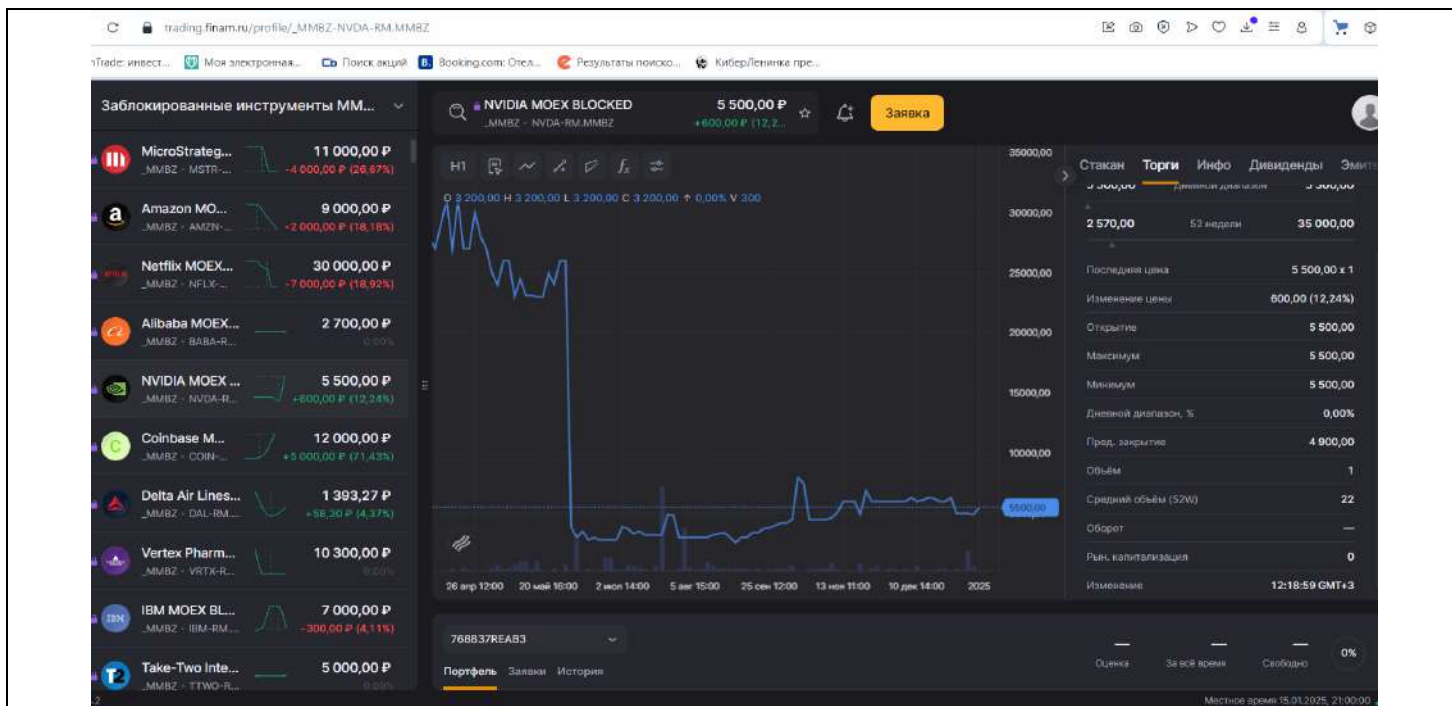 trading.finam.ru/profile/_MMBZ-NVDA-RM.MMBZ
nTrade: инвест... Моя электронная... Поиск акций Booking.com: Отел... Результаты поиско... КиберЛенинка пре...
Заблокированные инструменты ММ...
NVIDIA MOEX BLOCKED 5 500,00 ₽
_MMBZ - NVDA-RM.MMBZ +600,00 ₽ (12,2...
Заявка
MicroStrateg... 11 000,00 ₽
_MMBZ - MSTR-... -4 000,00 ₽ (26,67%)
Amazon MO... 9 000,00 ₽
_MMBZ - AMZN-... -2 000,00 ₽ (18,18%)
Netflix MOEX... 30 000,00 ₽
_MMBZ - NFLX-... -7 000,00 ₽ (18,92%)
Alibaba MOEX... 2 700,00 ₽
_MMBZ - BABA-R... 0,00%
NVIDIA MOEX ... 5 500,00 ₽
_MMBZ - NVDA-R... +600,00 ₽ (12,24%)
Coinbase M... 12 000,00 ₽
_MMBZ - COIN-... +5 000,00 ₽ (71,43%)
Delta Air Lines... 1 393,27 ₽
_MMBZ - DAL-RM.... +58,30 ₽ (4,37%)
Vertex Pharm... 10 300,00 ₽
_MMBZ - VRTX-R... 0,00%
IBM MOEX BL... 7 000,00 ₽
_MMBZ - IBM-RM.... -300,00 ₽ (4,11%)
Take-Two Inte... 5 000,00 ₽
_MMBZ - TTWO-R... 0,00%
H1
O 3 200,00 H 3 200,00 L 3 200,00 C 3 200,00 ↑ 0,00% V 300
35000,00
30000,00
25000,00
20000,00
15000,00
10000,00
5500,00
26 апр 12:00 20 май 16:00 2 июл 14:00 5 авг 15:00 25 сен 12:00 13 ноя 11:00 10 дек 14:00 2025
Стакан Торги Инфо Дивиденды Эмит
5 500,00 Дневной диапазон 5 500,00
2 570,00 52 недели 35 000,00
Последняя цена 5 500,00 x 1
Изменение цены 600,00 (12,24%)
Открытие 5 500,00
Максимум 5 500,00
Минимум 5 500,00
Дневной диапазон, % 0,00%
Пред. закрытие 4 900,00
Объём 1
Средний объём (52W) 22
Оборот —
Рын. капитализация 0
Изменение 12:18:59 GMT+3
768837REAB3
Портфель Заявки История
— — —
Оценка За всё время Свободно 0%
Местное время 15.01.2025, 21:00:00